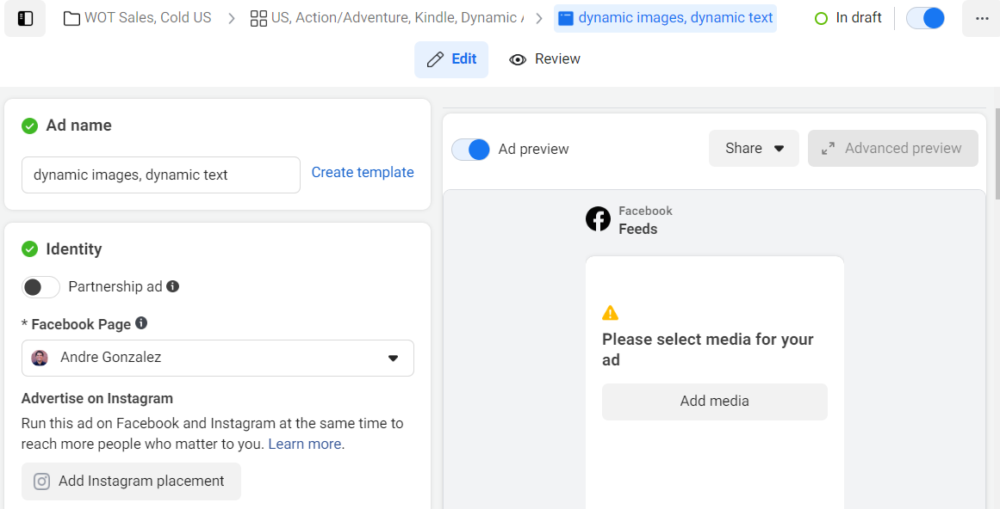 WOT Sales, Cold US
US, Action/Adventure, Kindle, Dynamic
dynamic images, dynamic text
In draft
Edit
Review
Ad name
dynamic images, dynamic text
Create template
Identity
Partnership ad
* Facebook Page
Andre Gonzalez
Advertise on Instagram
Run this ad on Facebook and Instagram at the same time to
reach more people who matter to you. Learn more.
Add Instagram placement
Ad preview
Share
Advanced preview
Facebook
Feeds
Please select media for your
ad
Add media